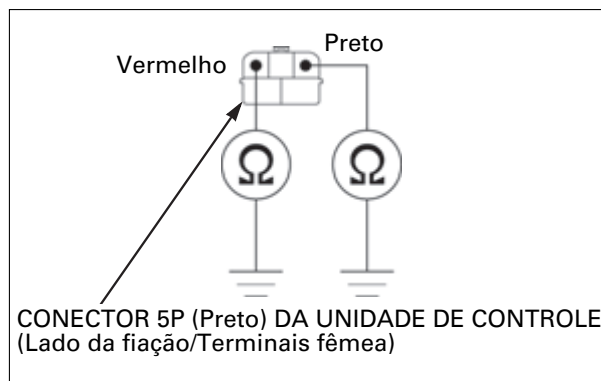 Preto
Vermelho
Ω
Ω
CONECTOR 5P (Preto) DA UNIDADE DE CONTROLE
(Lado da fiação/Terminais fêmea)